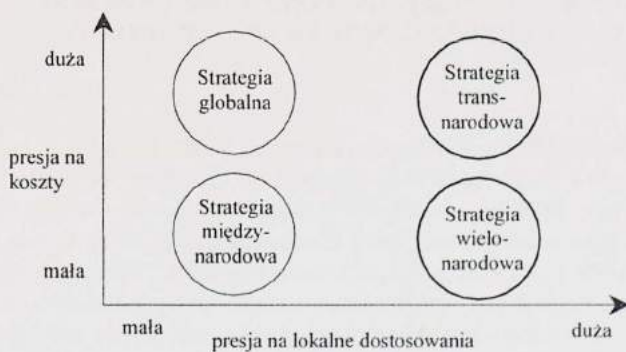 duża
Strategia
globalna
Strategia
trans-
narodowa
presja na
koszty
Strategia
między-
narodowa
Strategia
wielo-
narodowa
mała
mała
presja na lokalne dostosowania
duża